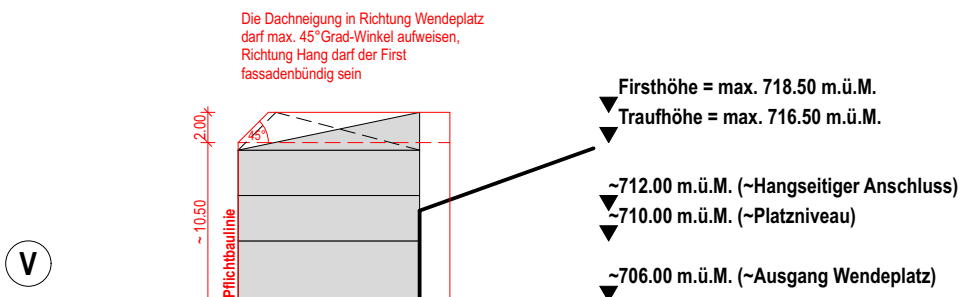 Die Dachneigung in Richtung Wendeplatz
darf max. 45°Grad-Winkel aufweisen,
Richtung Hang darf der First
fassadenbündig sein
Firsthöhe = max. 718.50 m.ü.M.
Traufhöhe = max. 716.50 m.ü.M.
2.00
45°
~712.00 m.ü.M. (~Hangseitiger Anschluss)
~710.00 m.ü.M. (~Platzniveau)
~ 10.50
Pflichtbaulinie
V
~706.00 m.ü.M. (~Ausgang Wendeplatz)